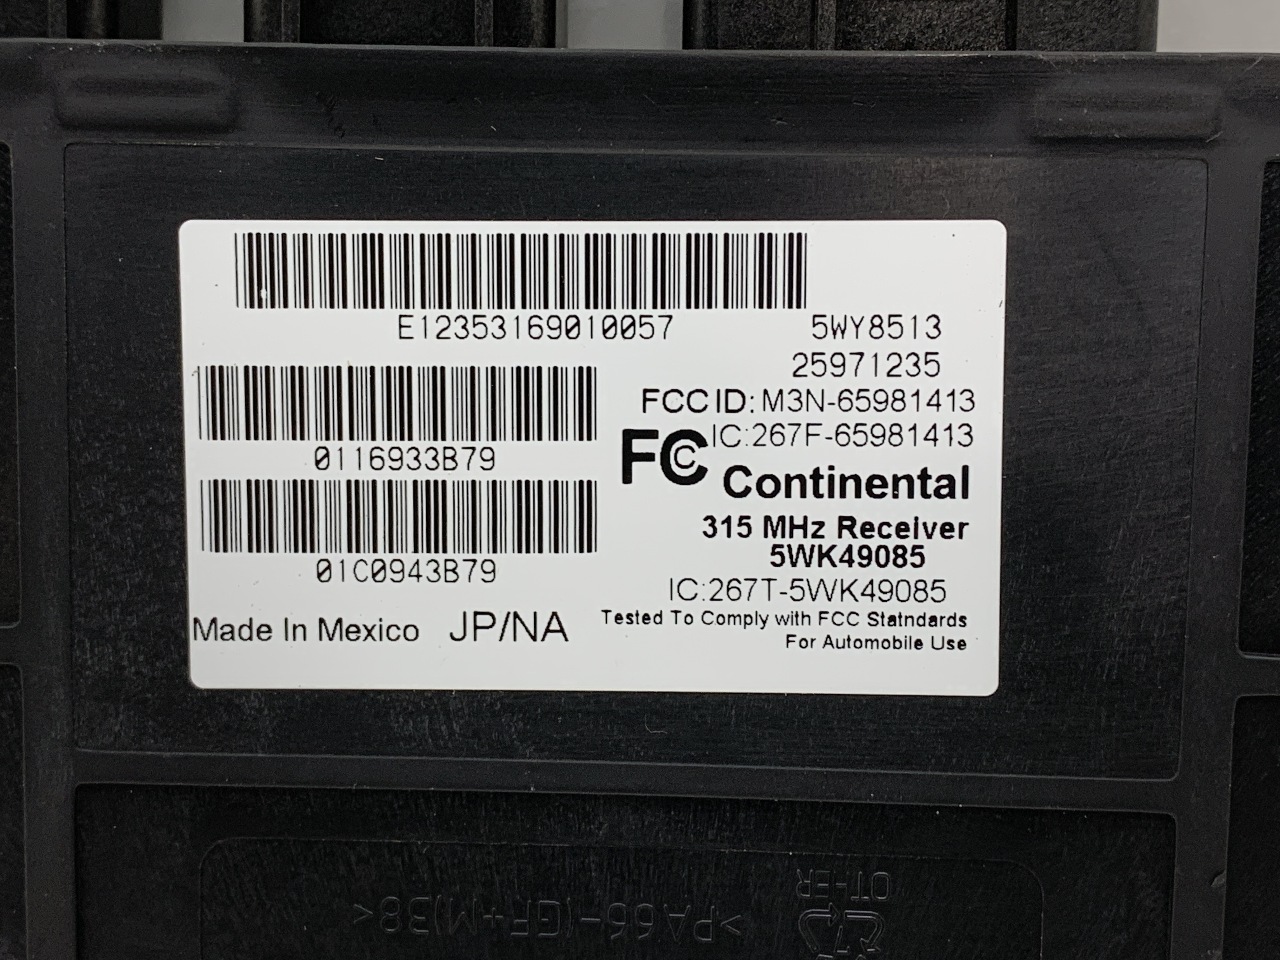 E12353169010057
5WY8513
25971235
0116933B79
FCC ID: M3N-65981413
IC:267F-65981413
FC
Continental
315 MHz Receiver
5WK49085
01C0943B79
IC:267T-5WK49085
Made In Mexico JP/NA
Tested To Comply with FCC Statndards
For Automobile Use
OTHER
>PA66-(GF+M)38<